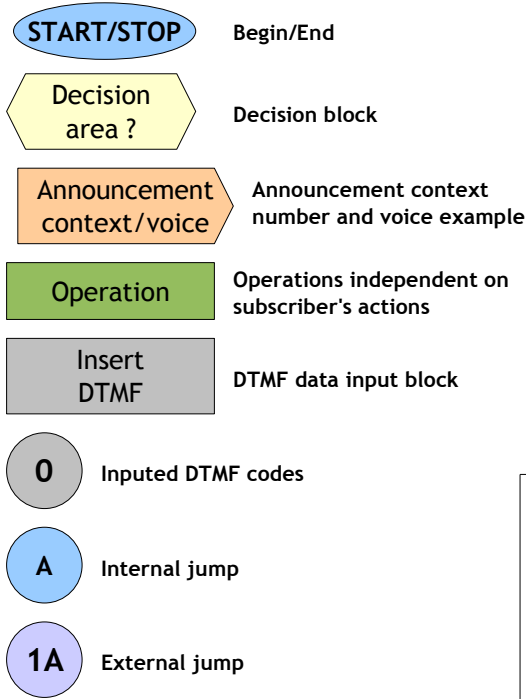 START/STOP
Begin/End
Decision
area ?
Decision block
Announcement
context/voice
Announcement context
number and voice example
Operation
Operations independent on
subscriber's actions
Insert
DTMF
DTMF data input block
0
Inputed DTMF codes
A
Internal jump
1A
External jump